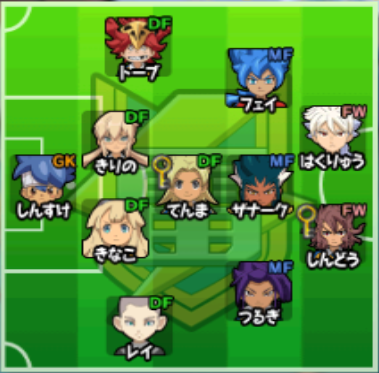 DF
トーブ
MF
フェイ
DF
きりの
FW
はくりゅう
GK
しんすけ
DF
てんま
MF
ザナーク
DF
きなこ
FW
しんどう
MF
つるぎ
DF
レイ